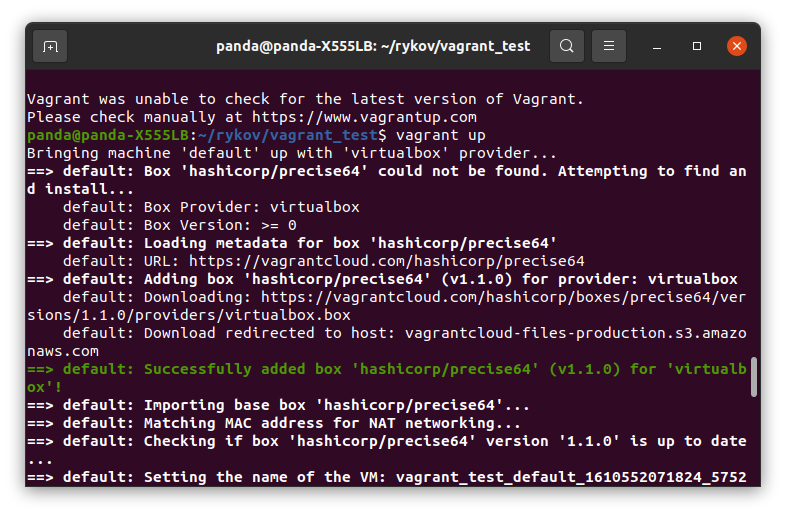 panda@panda-X555LB: ~/rykov/vagrant_test
Vagrant was unable to check for the latest version of Vagrant.
Please check manually at https://www.vagrantup.com
panda@panda-X555LB:~/rykov/vagrant_test$ vagrant up
Bringing machine 'default' up with 'virtualbox' provider...
==> default: Box 'hashicorp/precise64' could not be found. Attempting to find an
d install...
    default: Box Provider: virtualbox
    default: Box Version: >= 0
==> default: Loading metadata for box 'hashicorp/precise64'
    default: URL: https://vagrantcloud.com/hashicorp/precise64
==> default: Adding box 'hashicorp/precise64' (v1.1.0) for provider: virtualbox
    default: Downloading: https://vagrantcloud.com/hashicorp/boxes/precise64/ver
sions/1.1.0/providers/virtualbox.box
    default: Download redirected to host: vagrantcloud-files-production.s3.amazo
naws.com
==> default: Successfully added box 'hashicorp/precise64' (v1.1.0) for 'virtualb
ox'!
==> default: Importing base box 'hashicorp/precise64'...
==> default: Matching MAC address for NAT networking...
==> default: Checking if box 'hashicorp/precise64' version '1.1.0' is up to date
...
==> default: Setting the name of the VM: vagrant_test_default_1610552071824_5752